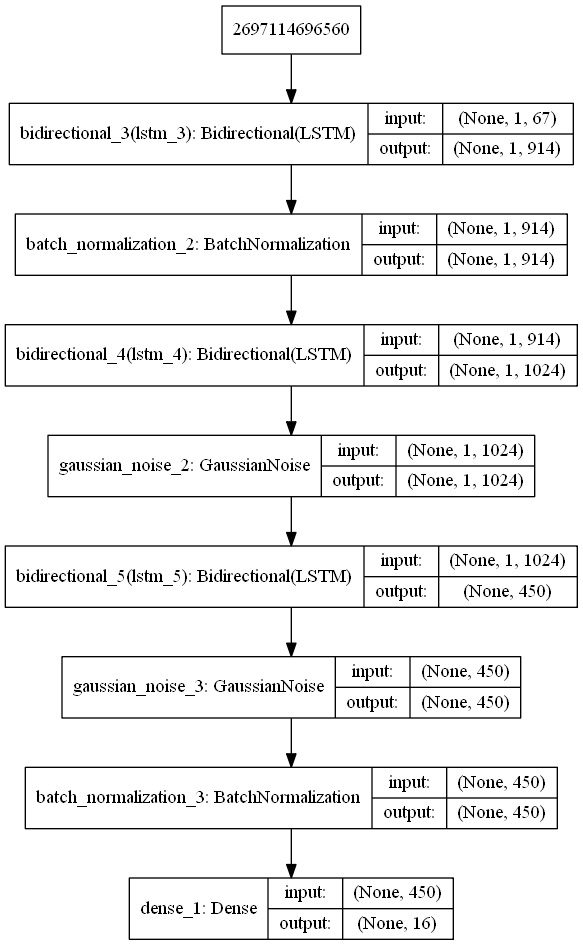 2697114696560
bidirectional_3(lstm_3): Bidirectional(LSTM)
input: (None, 1, 67)
output: (None, 1, 914)
batch_normalization_2: BatchNormalization
input: (None, 1, 914)
output: (None, 1, 914)
bidirectional_4(lstm_4): Bidirectional(LSTM)
input: (None, 1, 914)
output: (None, 1, 1024)
gaussian_noise_2: GaussianNoise
input: (None, 1, 1024)
output: (None, 1, 1024)
bidirectional_5(lstm_5): Bidirectional(LSTM)
input: (None, 1, 1024)
output: (None, 450)
gaussian_noise_3: GaussianNoise
input: (None, 450)
output: (None, 450)
batch_normalization_3: BatchNormalization
input: (None, 450)
output: (None, 450)
dense_1: Dense
input: (None, 450)
output: (None, 16)